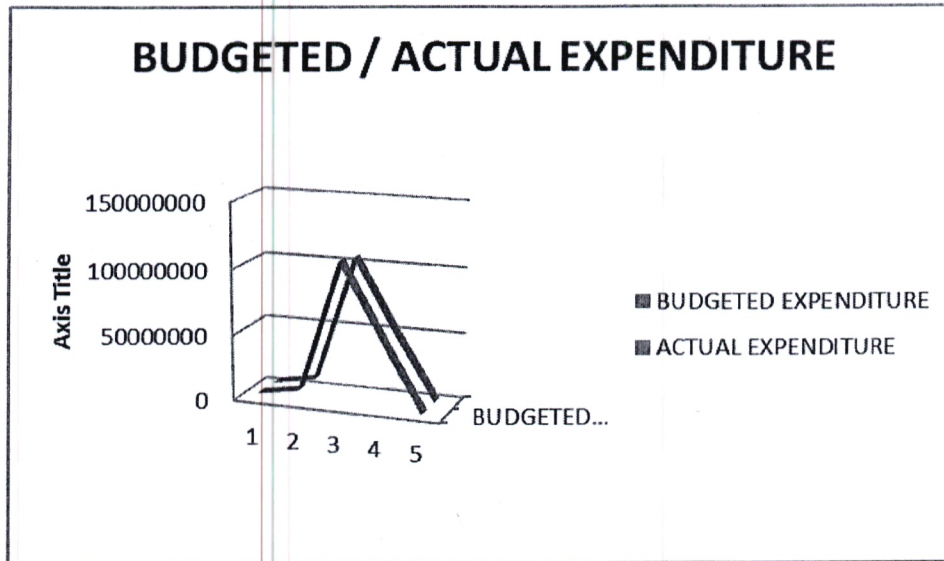 BUDGETED / ACTUAL EXPENDITURE
150000000
100000000
50000000
0
Axis Title
1 2 3 4 5
BUDGETED...
BUDGETED EXPENDITURE
ACTUAL EXPENDITURE